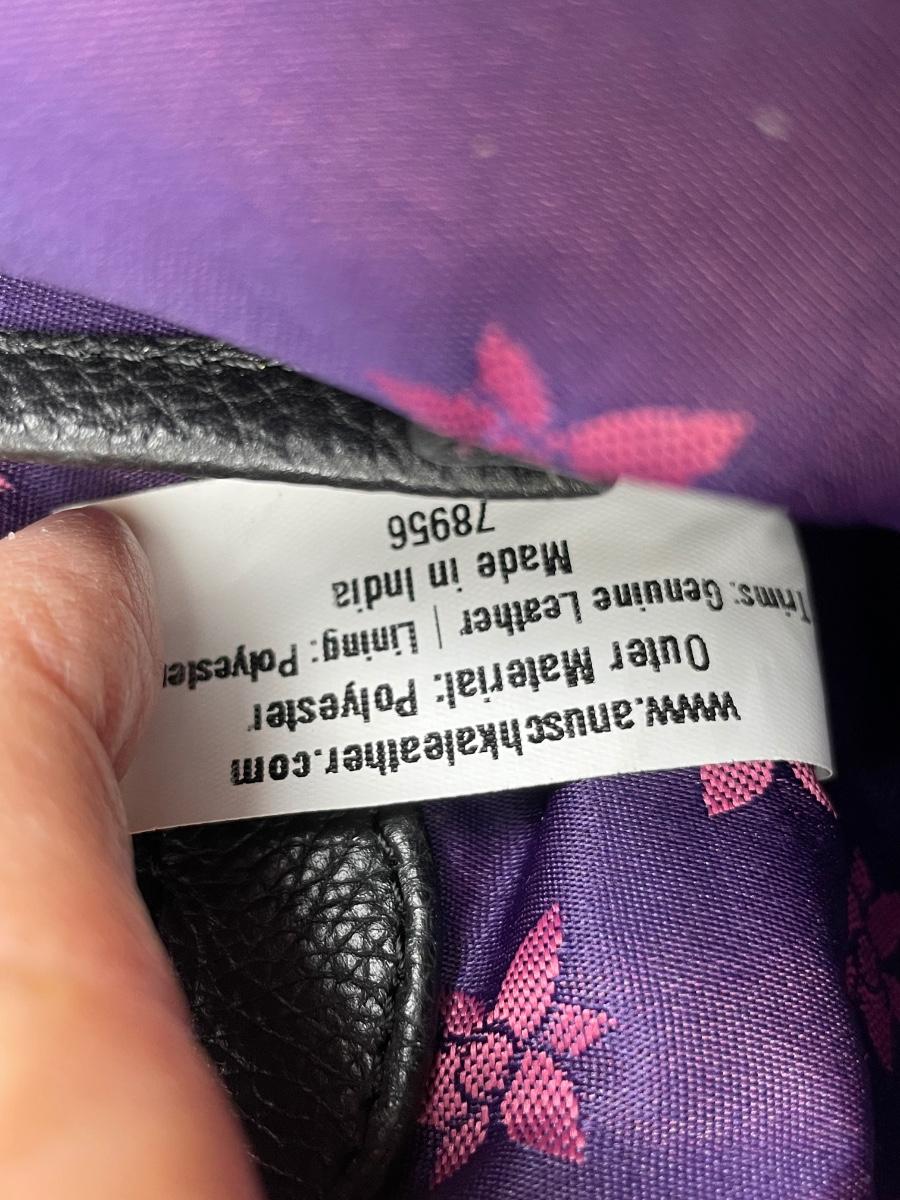 www.anuschkaleather.com
Outer Material: Polyester
Trims: Genuine Leather | Lining: Polyester
Made in India
78956